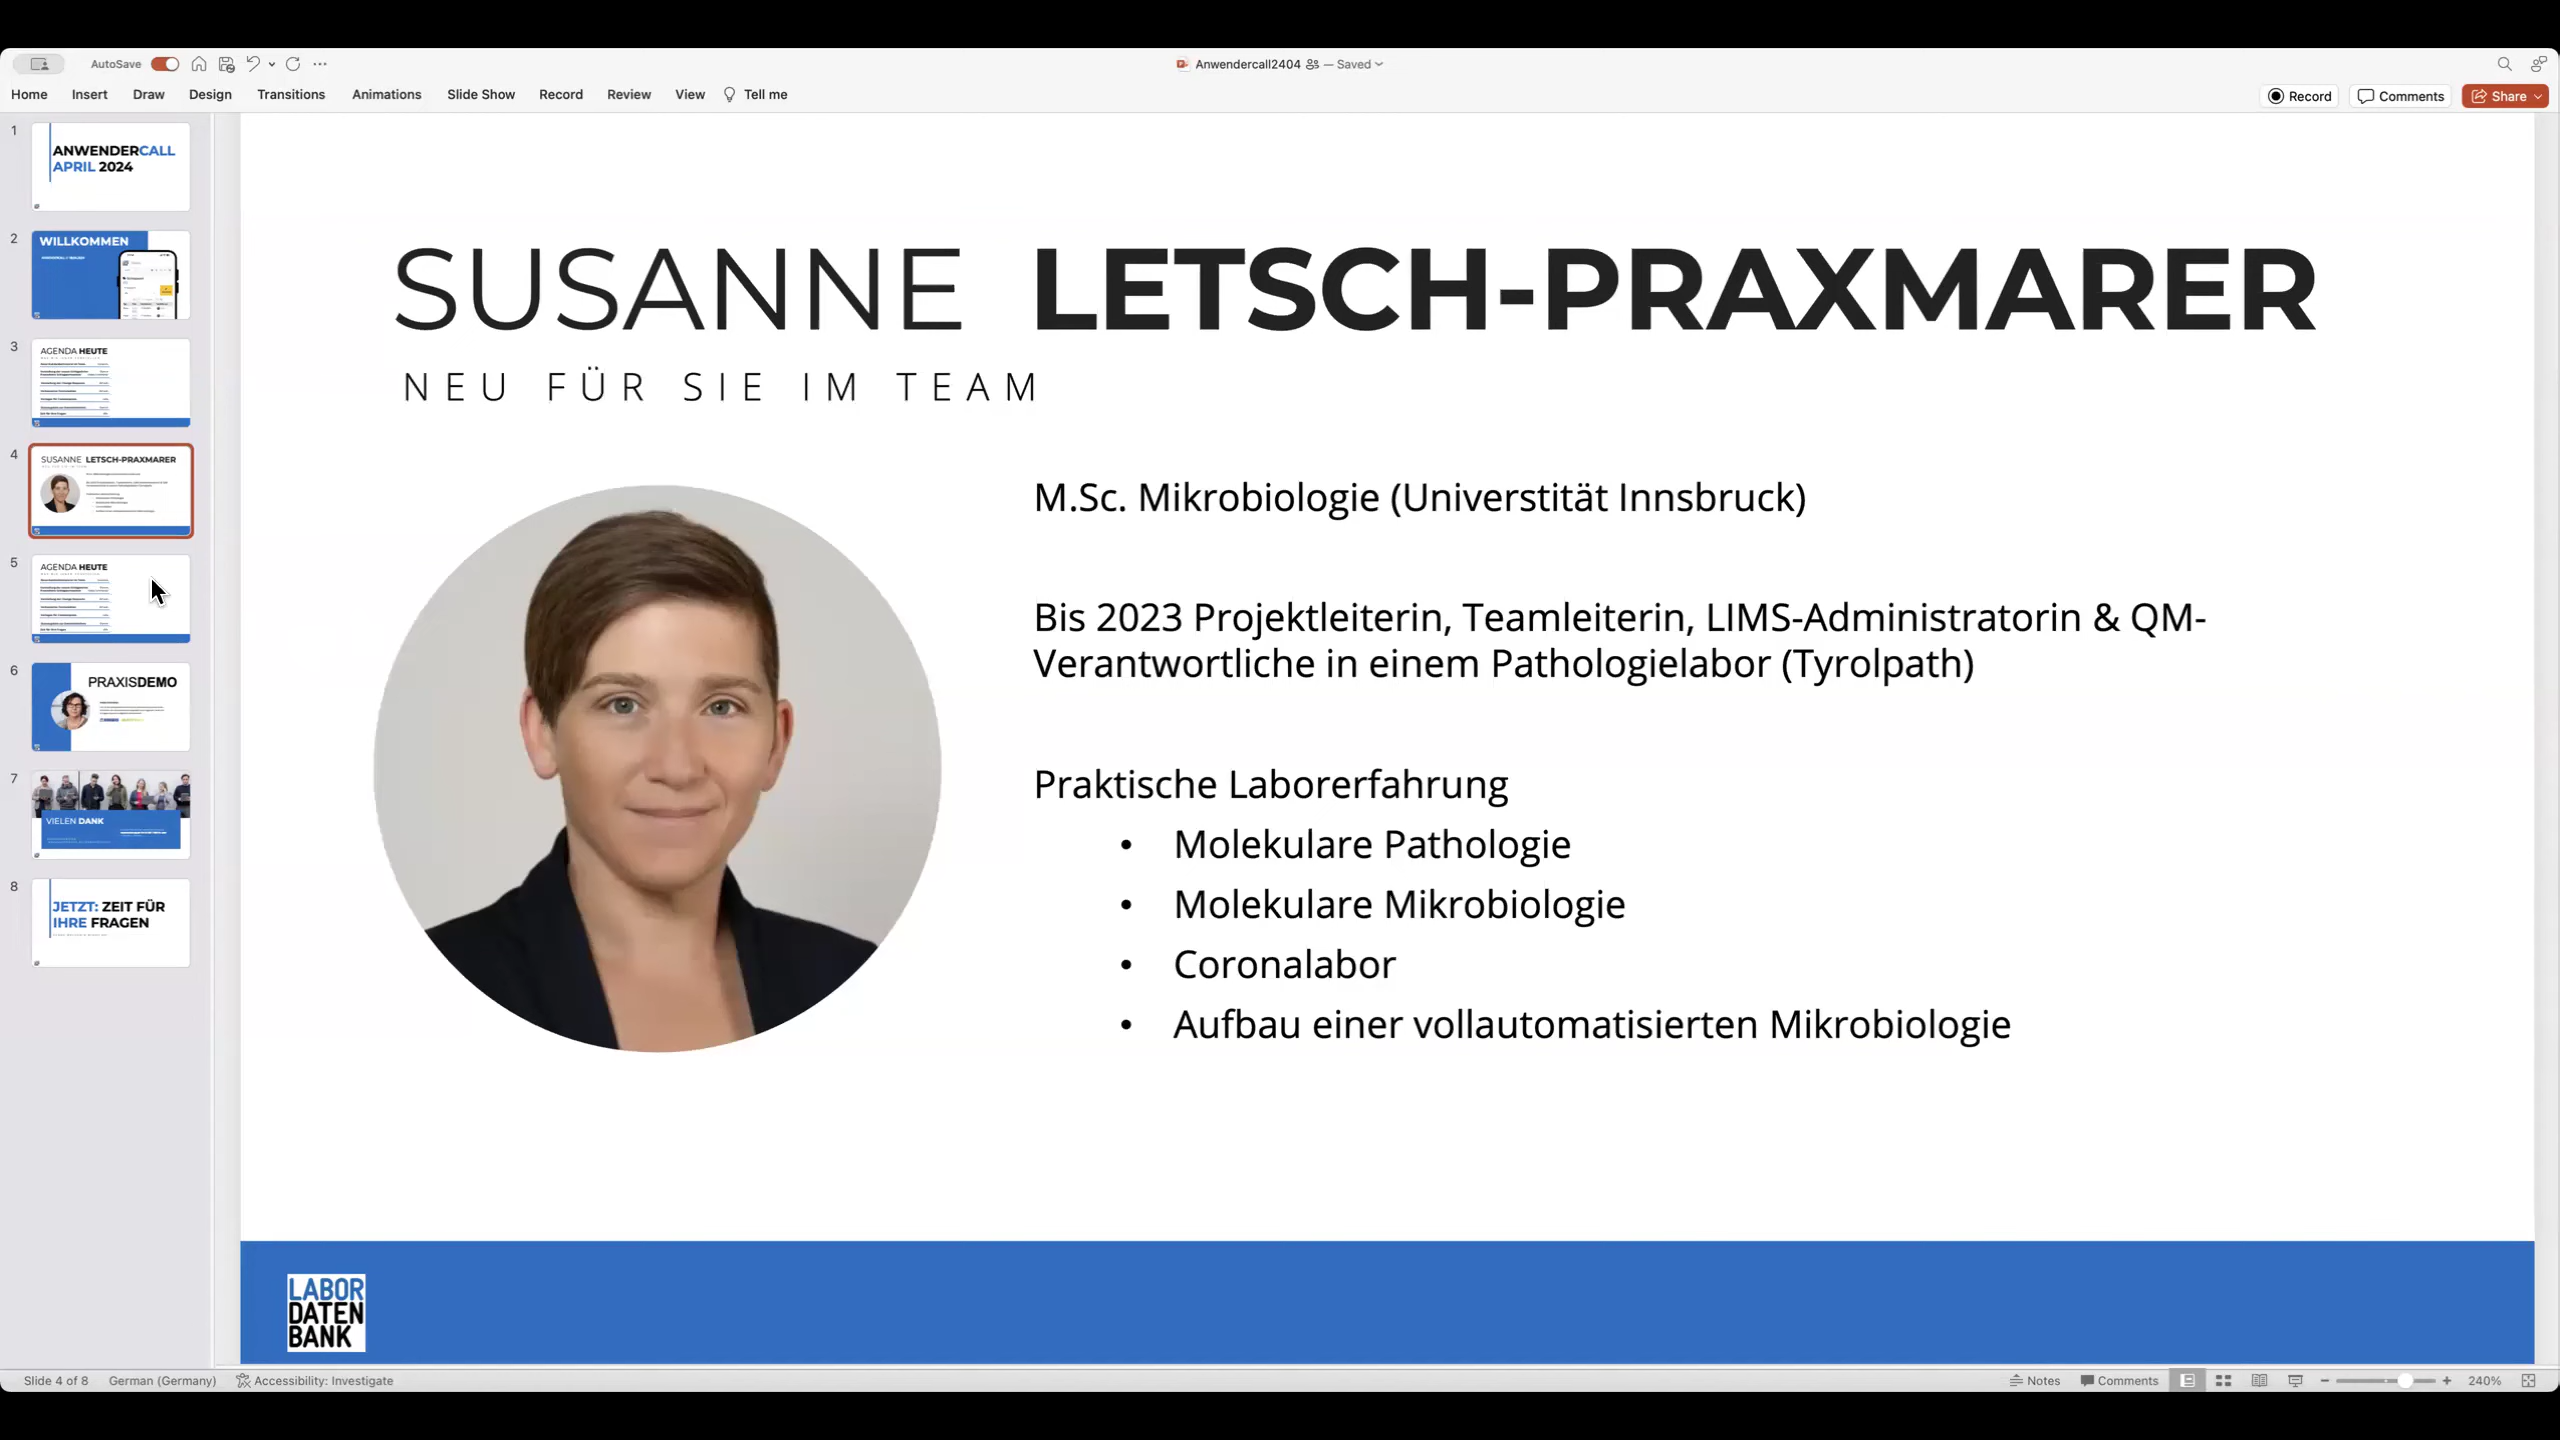 AutoSave
Anwendercall2404 — Saved
Home Insert Draw Design Transitions Animations Slide Show Record Review View Tell me
Record Comments Share
1
ANWENDERCALL
APRIL 2024
2
WILLKOMMEN
3
AGENDA HEUTE
4
SUSANNE LETSCH-PRAXMARER
5
AGENDA HEUTE
6
PRAXISDEMO
7
VIELEN DANK
8
JETZT: ZEIT FÜR
IHRE FRAGEN
SUSANNE LETSCH-PRAXMARER
NEU FÜR SIE IM TEAM
M.Sc. Mikrobiologie (Universtität Innsbruck)
Bis 2023 Projektleiterin, Teamleiterin, LIMS-Administratorin & QM-
Verantwortliche in einem Pathologielabor (Tyrolpath)
Praktische Laborerfahrung
• Molekulare Pathologie
• Molekulare Mikrobiologie
• Coronalabor
• Aufbau einer vollautomatisierten Mikrobiologie
LABOR
DATEN
BANK
Slide 4 of 8 German (Germany) Accessibility: Investigate
Notes Comments 240%